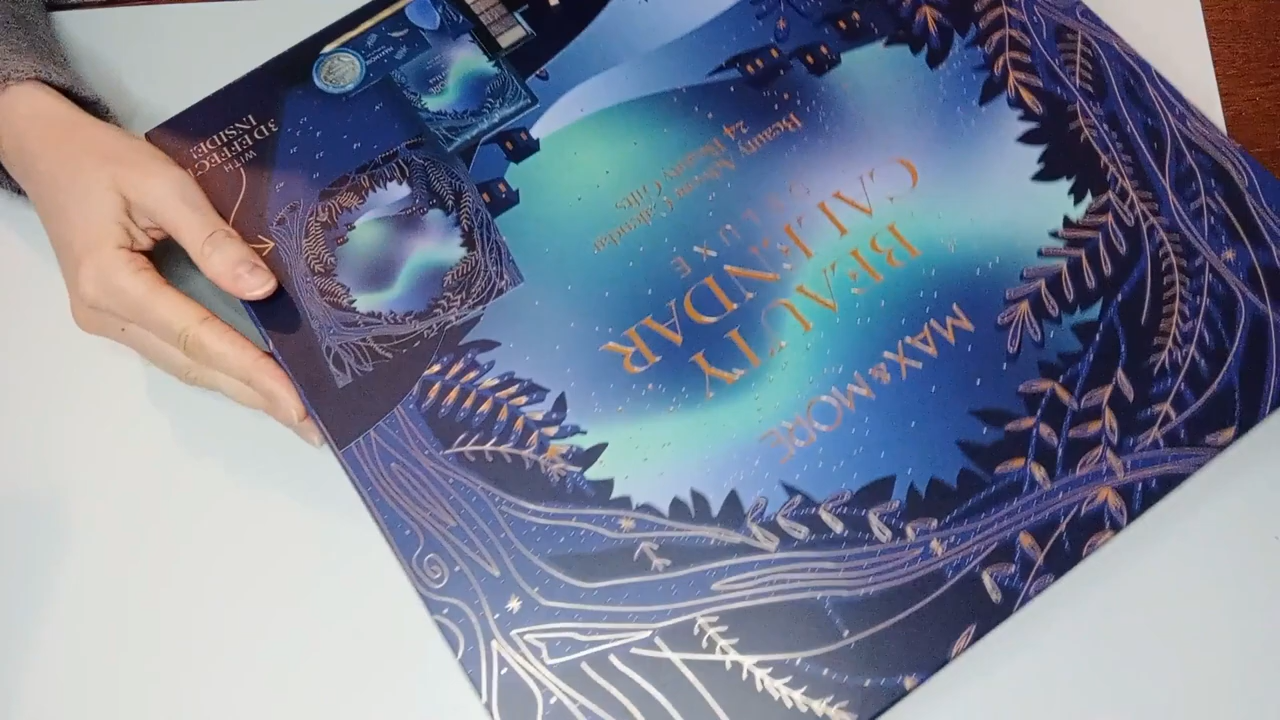 MAX & MORE
BEAUTY
CALENDAR
DELUXE
Beauty Advent Calendar
24 Beauty Gifts
WITH
3D EFFECT
INSIDE!